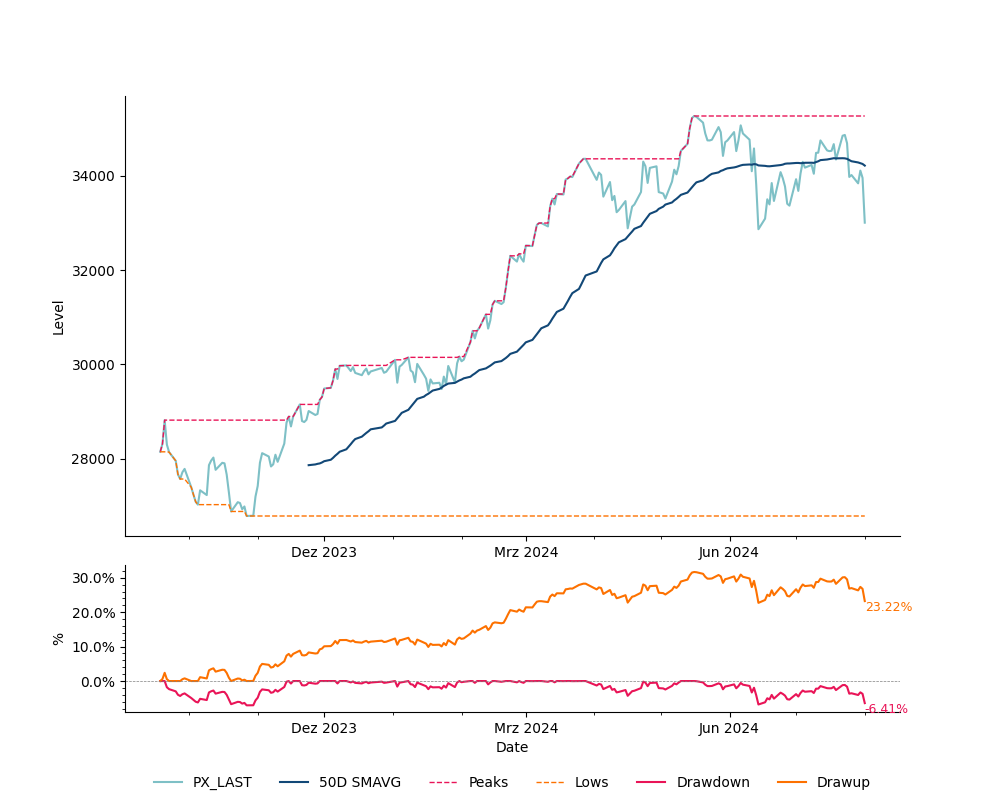 Level
34000
32000
30000
28000
Dez 2023 Mrz 2024 Jun 2024
%
30.0%
20.0%
10.0%
0.0%
23.22%
-6.41%
Dez 2023 Mrz 2024 Jun 2024
Date
PX_LAST 50D SMAVG Peaks Lows Drawdown Drawup